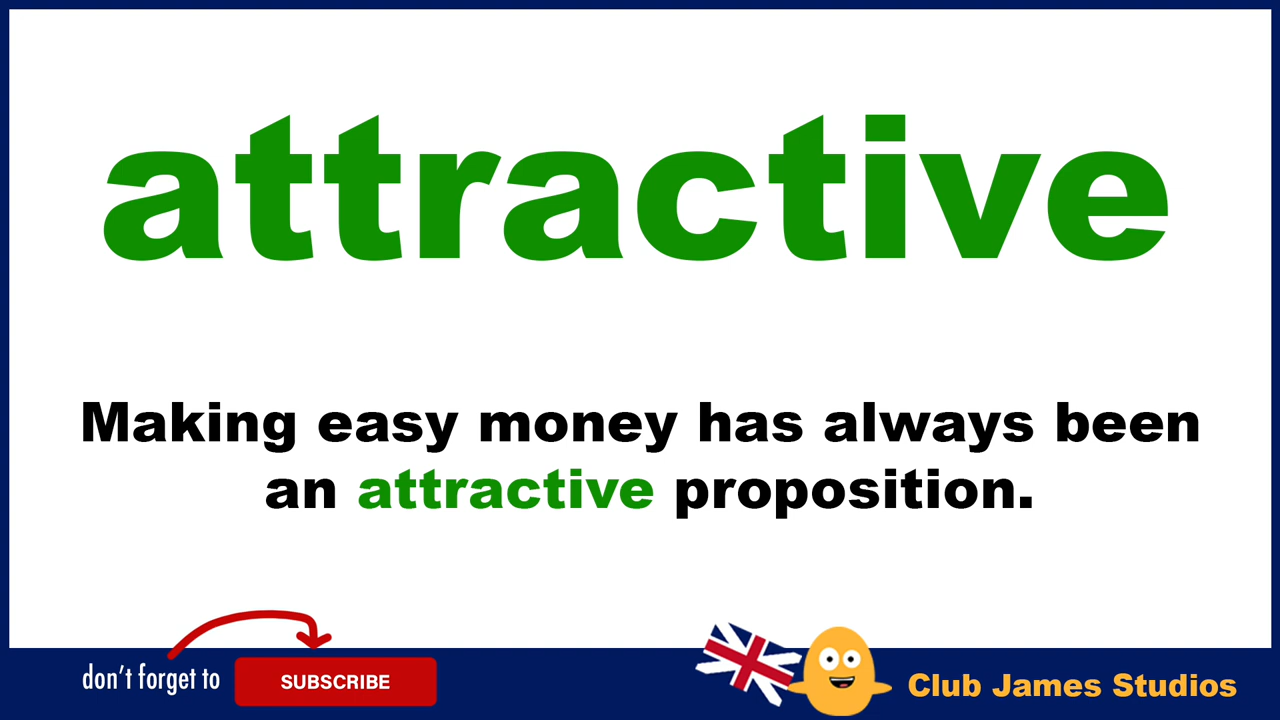 attractive
Making easy money has always been
an attractive proposition.
don't forget to
SUBSCRIBE
Club James Studios